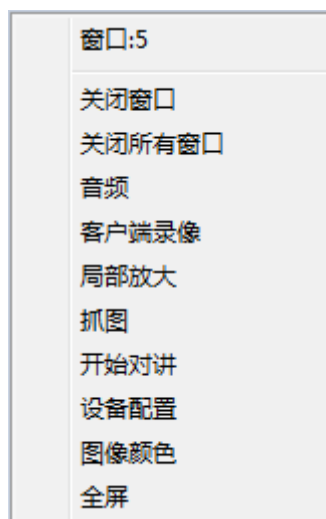 窗口:5
关闭窗口
关闭所有窗口
音频
客户端录像
局部放大
抓图
开始对讲
设备配置
图像颜色
全屏